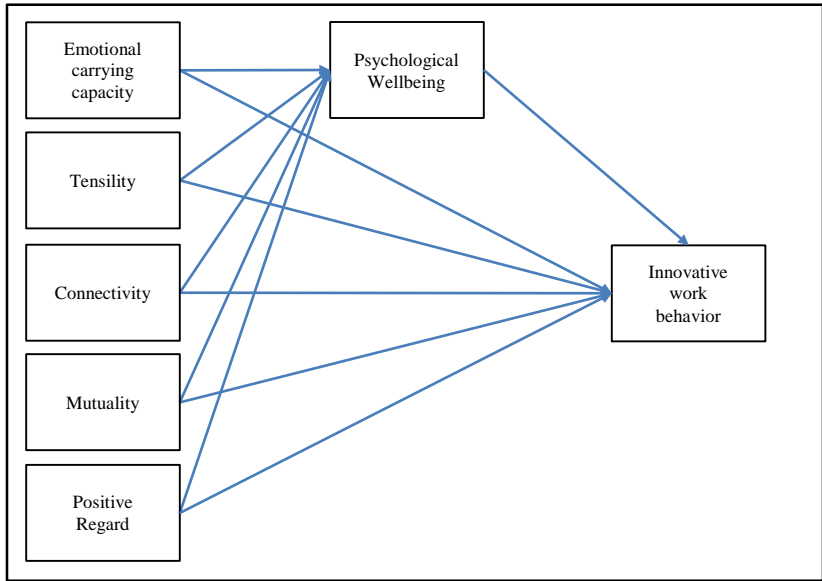 Emotional
carrying
capacity
Psychological
Wellbeing
Tensility
Connectivity
Innovative
work
behavior
Mutuality
Positive
Regard